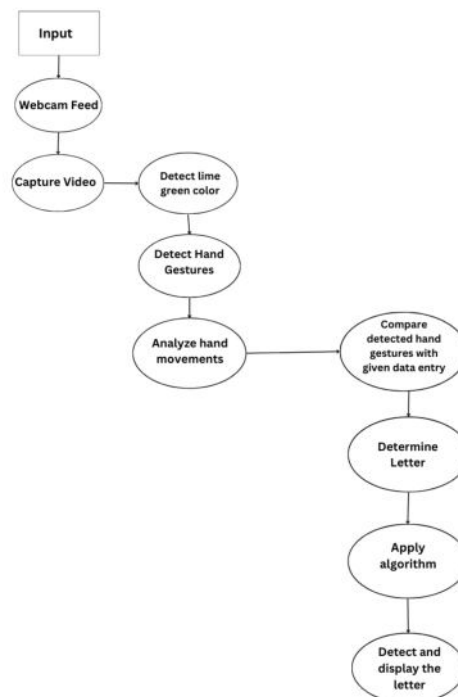 Input
Webcam Feed
Capture Video
Detect lime
green color
Detect Hand
Gestures
Analyze hand
movements
Compare
detected hand
gestures with
given data entry
Determine
Letter
Apply
algorithm
Detect and
display the
letter